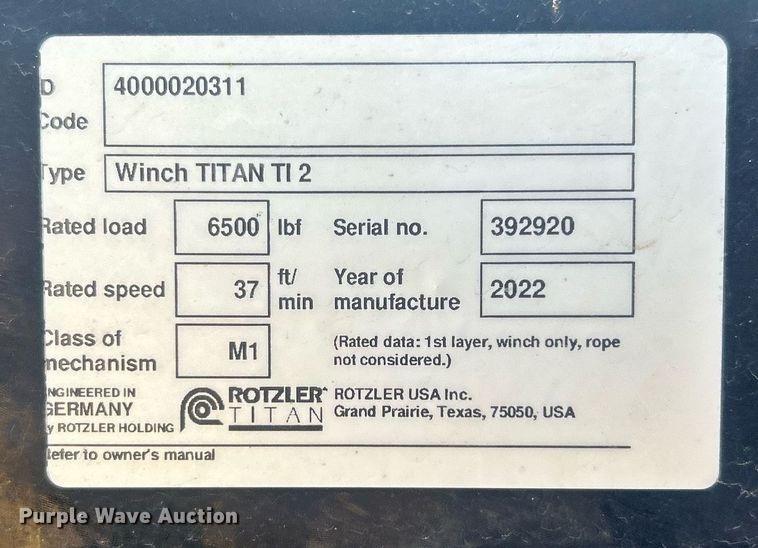 D 4000020311
Code
Type Winch TITAN TI 2
Rated load 6500 lbf Serial no. 392920
Rated speed 37 ft/ min Year of manufacture 2022
Class of mechanism M1 (Rated data: 1st layer, winch only, rope not considered.)
NGINEERED IN
GERMANY
y ROTZLER HOLDING
ROTZLER
TITAN
ROTZLER USA Inc.
Grand Prairie, Texas, 75050, USA
Refer to owner's manual
Purple Wave Auction